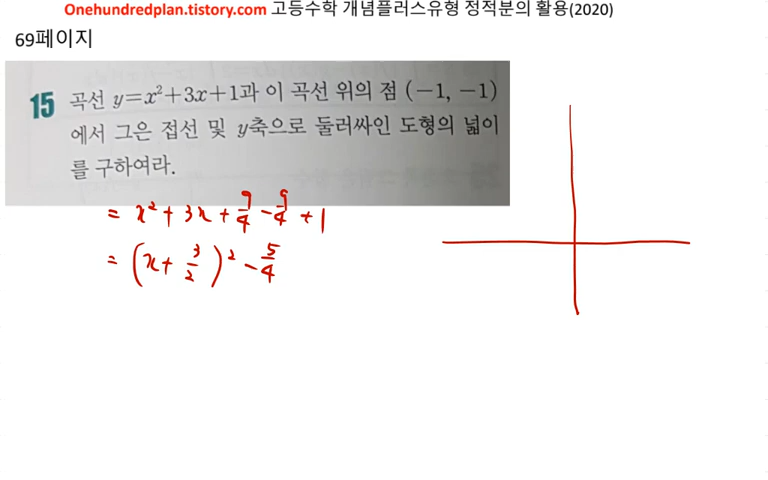 Onehundredplan.tistory.com 고등수학 개념플러스유형 정적분의 활용(2020)
69페이지
15 곡선 y=x²+3x+1과 이 곡선 위의 점 (-1, -1)
에서 그은 접선 및 y축으로 둘러싸인 도형의 넓이
를 구하여라.
= x² + 3x + 9/4 - 9/4 + 1
= (x + 3/2)² - 5/4